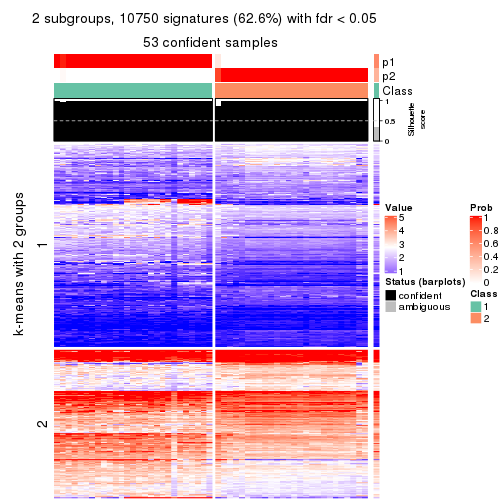 2 subgroups, 10750 signatures (62.6%) with fdr < 0.05
53 confident samples
p1
p2
Class
1
0.5
0
Silhouette
score
k-means with 2 groups
1
2
Value
5
4
3
2
1
Status (barplots)
confident
ambiguous
Prob
1
0.8
0.6
0.4
0.2
0
Class
1
2